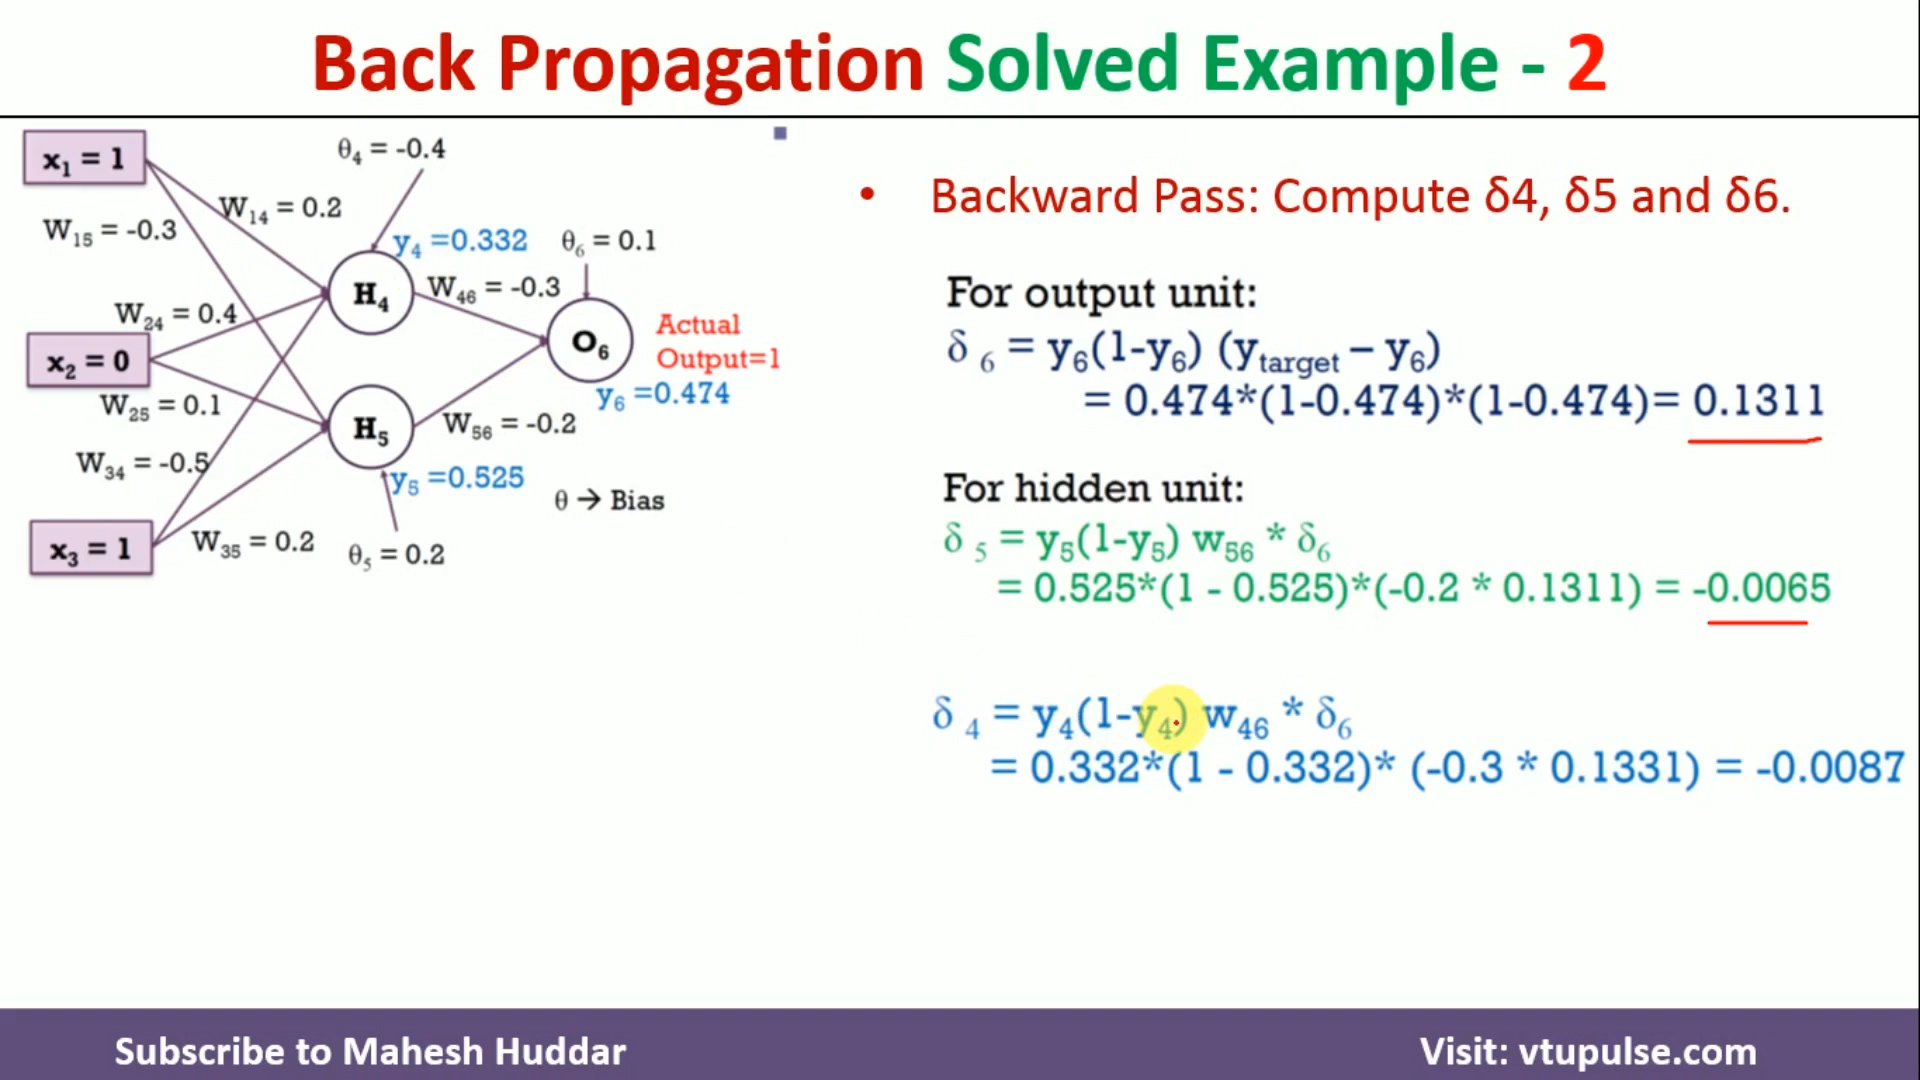 Back Propagation Solved Example - 2
x₁ = 1
θ₄ = -0.4
W₁₄ = 0.2
W₁₅ = -0.3
y₄ =0.332
θ₆ = 0.1
H₄
W₄₆ = -0.3
W₂₄ = 0.4
O₆
Actual
Output=1
x₂ = 0
y₆ =0.474
W₂₅ = 0.1
H₅
W₅₆ = -0.2
W₃₄ = -0.5
y₅ =0.525
θ → Bias
x₃ = 1
W₃₅ = 0.2
θ₅ = 0.2
• Backward Pass: Compute δ4, δ5 and δ6.
For output unit:
δ ₆ = y₆(1-y₆) (y_target – y₆)
= 0.474*(1-0.474)*(1-0.474)= 0.1311
For hidden unit:
δ ₅ = y₅(1-y₅) w₅₆ * δ₆
= 0.525*(1 - 0.525)*(-0.2 * 0.1311) = -0.0065
δ ₄ = y₄(1-y₄) w₄₆ * δ₆
= 0.332*(1 - 0.332)* (-0.3 * 0.1331) = -0.0087
Subscribe to Mahesh Huddar
Visit: vtupulse.com